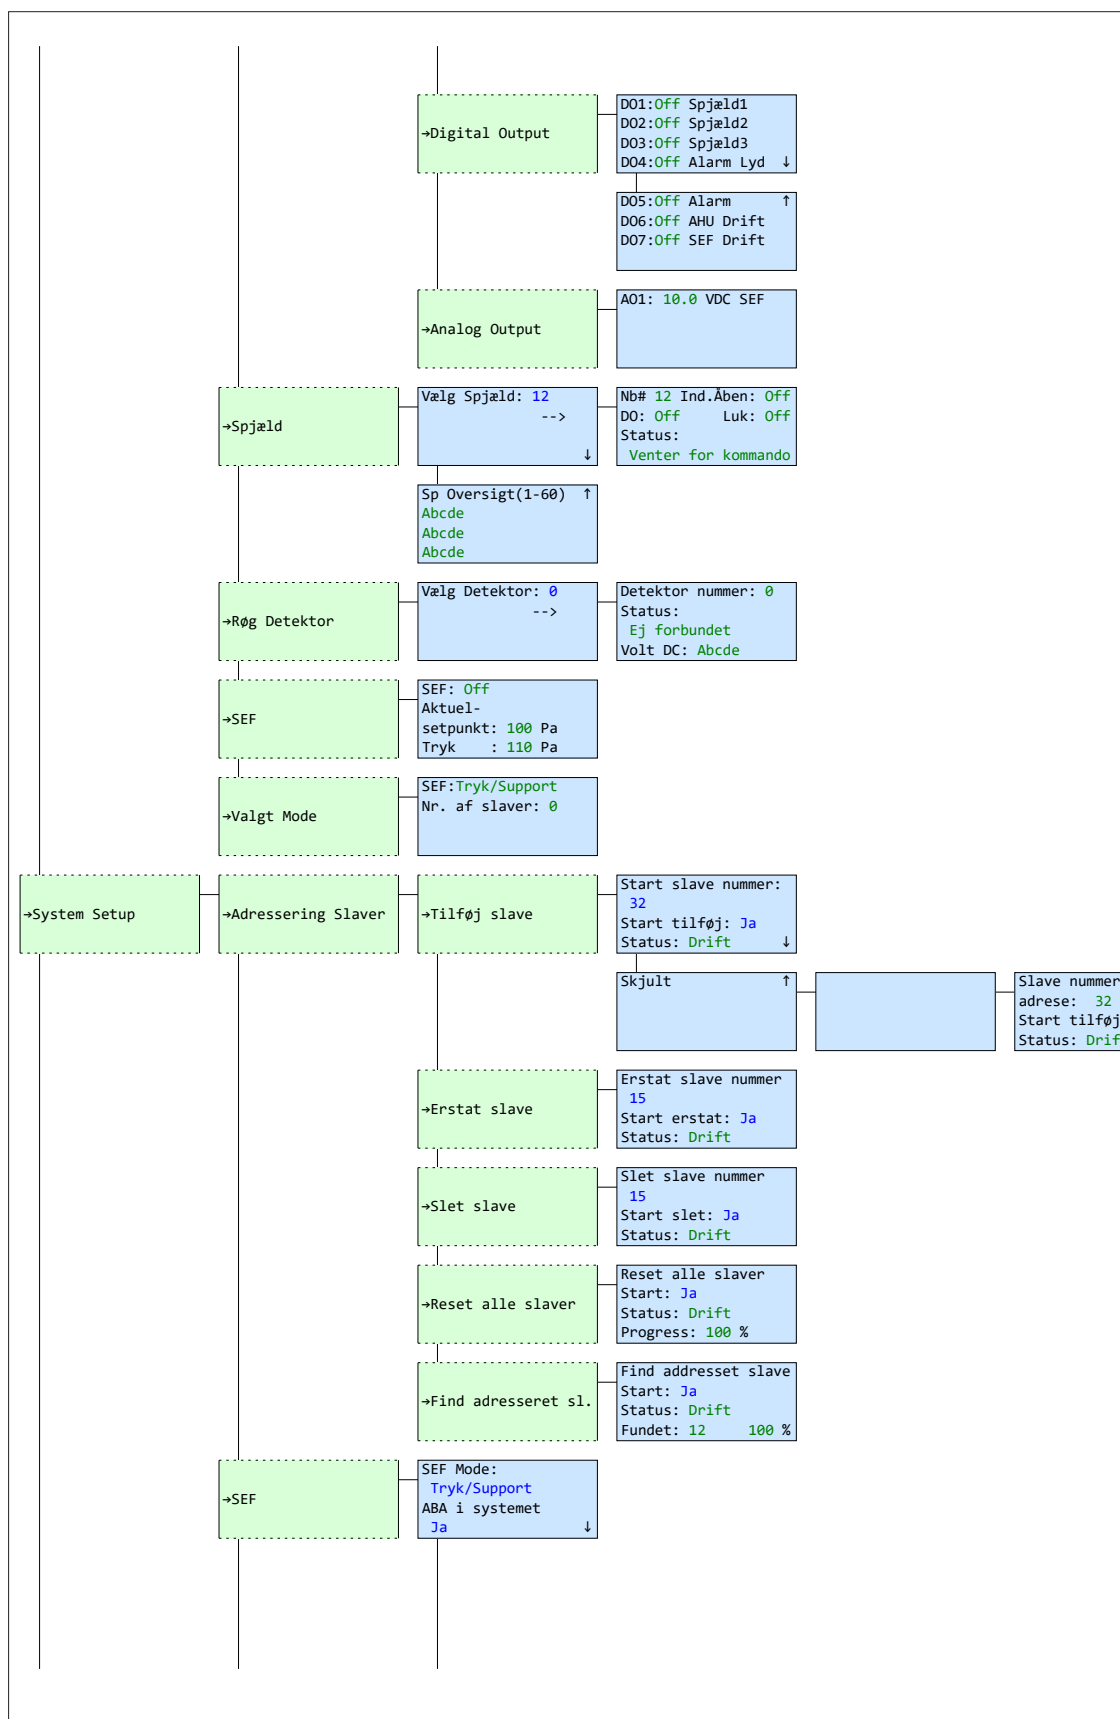 →Digital Output
DO1:Off Spjæld1
DO2:Off Spjæld2
DO3:Off Spjæld3
DO4:Off Alarm Lyd ↓
DO5:Off Alarm ↑
DO6:Off AHU Drift
DO7:Off SEF Drift
→Analog Output
AO1: 10.0 VDC SEF
→Spjæld
Vælg Spjæld: 12
-->
↓
Nb# 12 Ind.Åben: Off
DO: Off Luk: Off
Status:
Venter for kommando
Sp Oversigt(1-60) ↑
Abcde
Abcde
Abcde
→Røg Detektor
Vælg Detektor: 0
-->
Detektor nummer: 0
Status:
Ej forbundet
Volt DC: Abcde
→SEF
SEF: Off
Aktuel-
setpunkt: 100 Pa
Tryk : 110 Pa
→Valgt Mode
SEF:Tryk/Support
Nr. af slaver: 0
→System Setup
→Adressering Slaver
→Tilføj slave
Start slave nummer:
32
Start tilføj: Ja
Status: Drift ↓
Skjult ↑
Slave nummer
adrese: 32
Start tilføj
Status: Drif
→Erstat slave
Erstat slave nummer
15
Start erstat: Ja
Status: Drift
→Slet slave
Slet slave nummer
15
Start slet: Ja
Status: Drift
→Reset alle slaver
Reset alle slaver
Start: Ja
Status: Drift
Progress: 100 %
→Find adresseret sl.
Find addresset slave
Start: Ja
Status: Drift
Fundet: 12 100 %
→SEF
SEF Mode:
Tryk/Support
ABA i systemet
Ja ↓